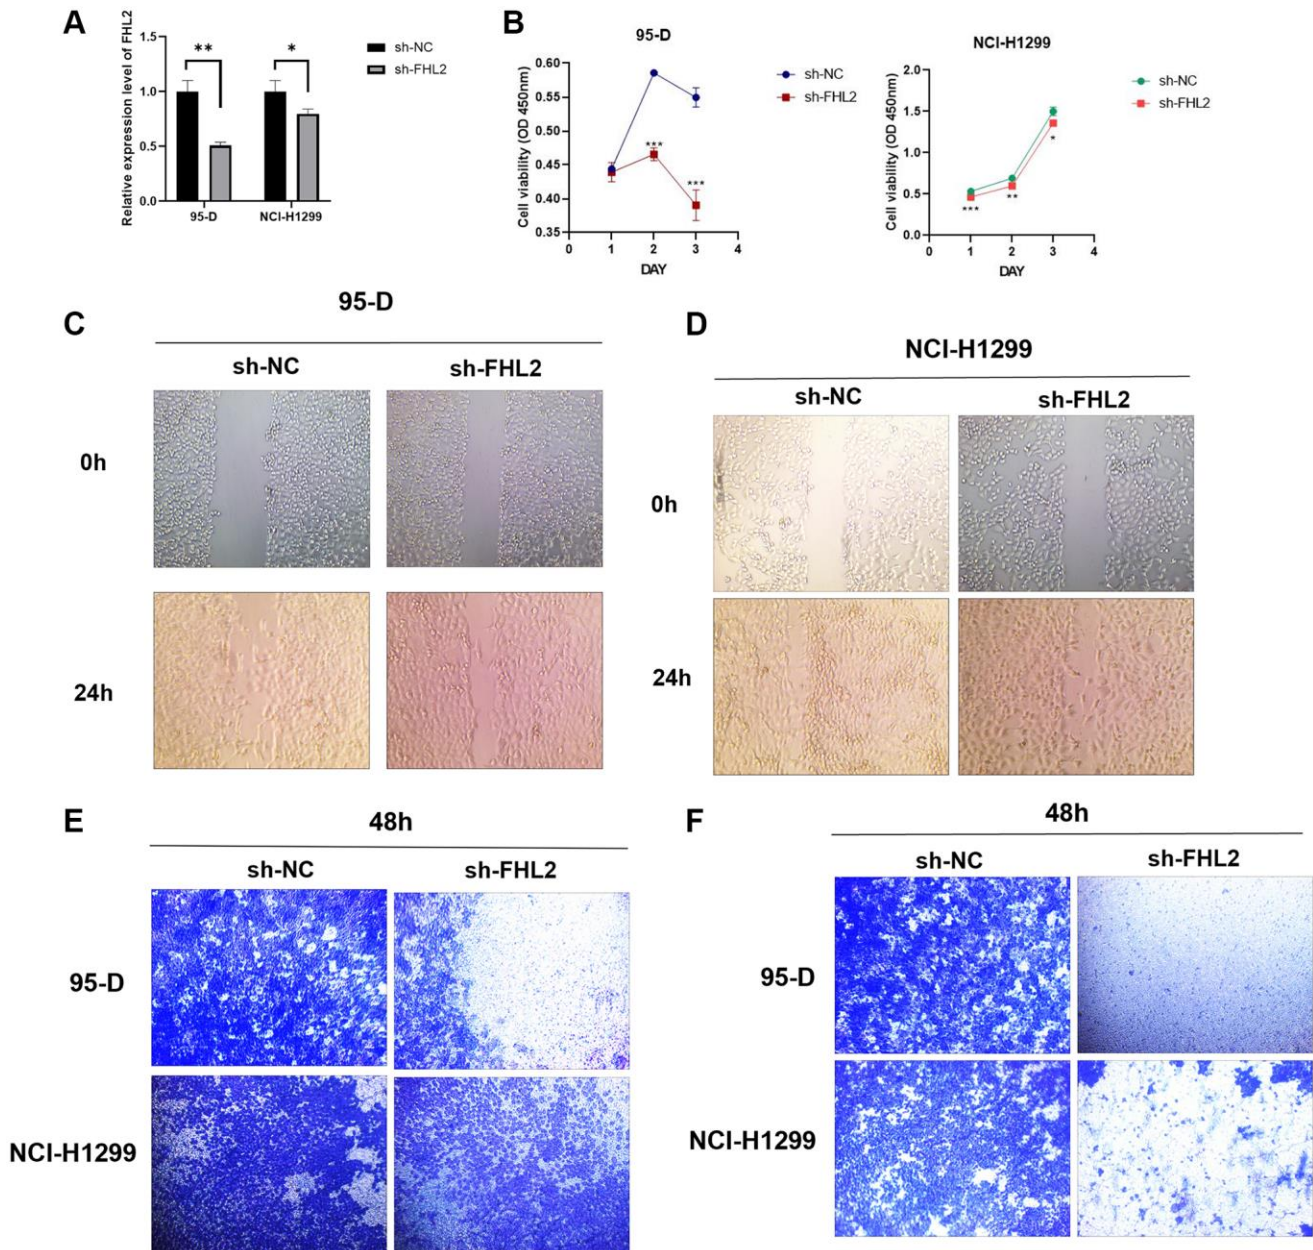 A
Relative expression level of FHL2
1.5
1.0
0.5
0.0
**
*
95-D
NCI-H1299
sh-NC
sh-FHL2
B
95-D
Cell viability (OD 450nm)
0.60
0.55
0.50
0.45
0.40
0.35
***
***
0 1 2 3 4
DAY
sh-NC
sh-FHL2
NCI-H1299
Cell viability (OD 450nm)
2.0
1.5
1.0
0.5
0.0
***
**
*
0 1 2 3 4
DAY
sh-NC
sh-FHL2
C
95-D
sh-NC sh-FHL2
0h
24h
D
NCI-H1299
sh-NC sh-FHL2
0h
24h
E
48h
sh-NC sh-FHL2
95-D
NCI-H1299
F
48h
sh-NC sh-FHL2
95-D
NCI-H1299